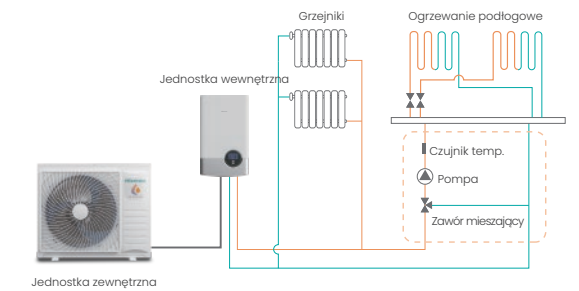 Grzejniki
Ogrzewanie podłogowe
Jednostka wewnętrzna
Czujnik temp.
Pompa
Zawór mieszający
Jednostka zewnętrzna